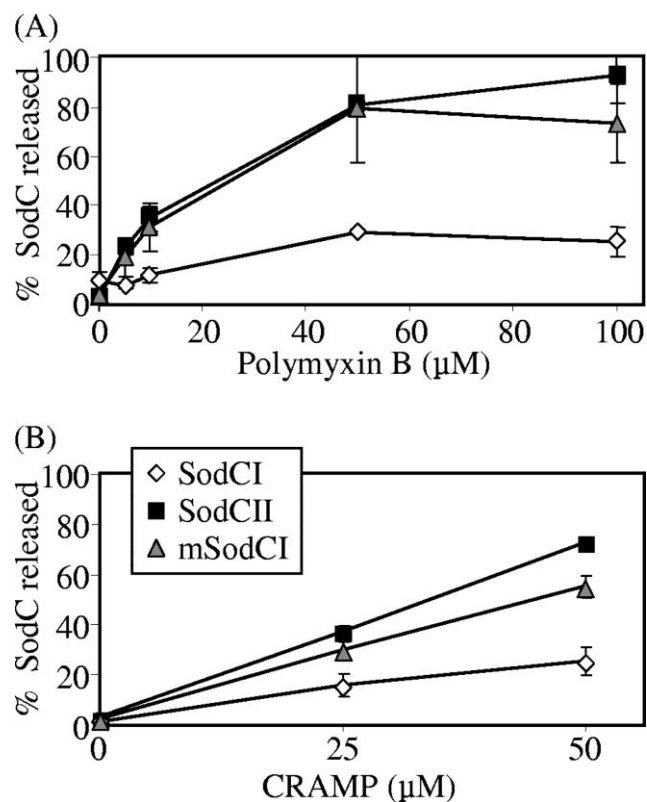 (A)
% SodC released
100
80
60
40
20
0
0 20 40 60 80 100
Polymyxin B (µM)
(B)
% SodC released
100
80
60
40
20
0
SodCI
SodCII
mSodCI
0 25 50
CRAMP (µM)